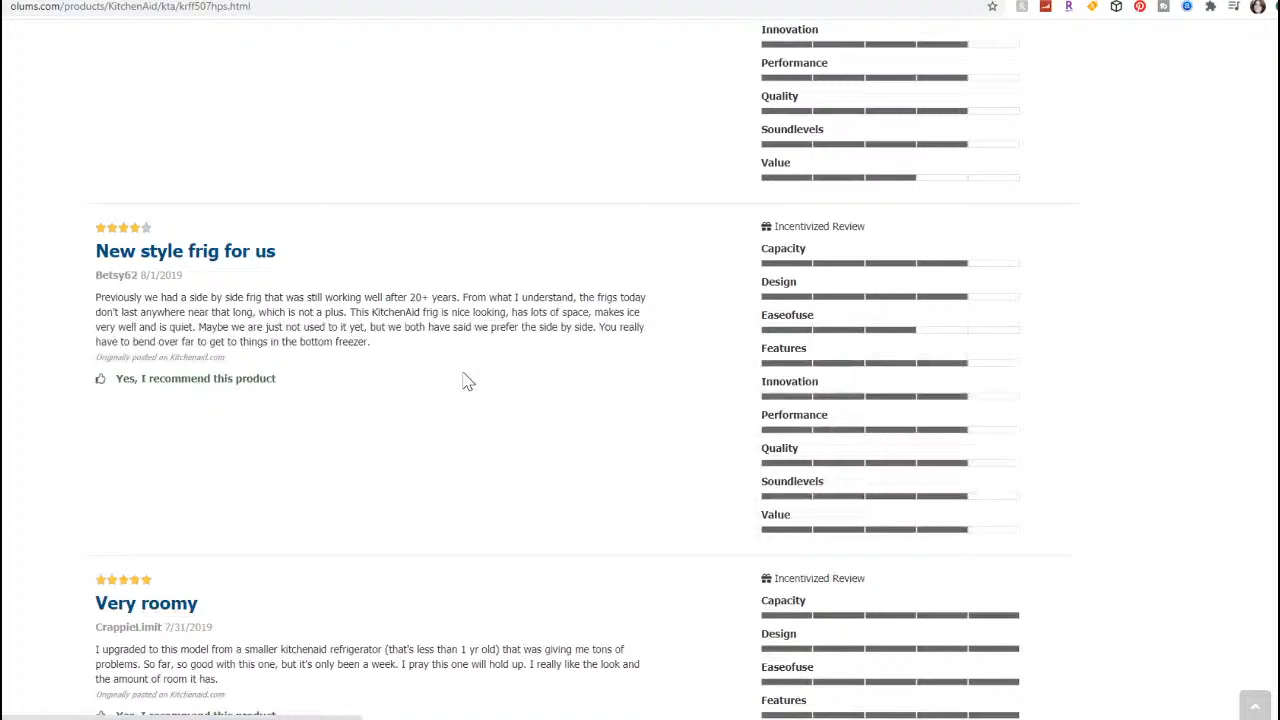 olums.com/products/KitchenAid/kta/krff507hps.html
Innovation
Performance
Quality
Soundlevels
Value
New style frig for us
Betsy62 8/1/2019
Previously we had a side by side frig that was still working well after 20+ years. From what I understand, the frigs today
don't last anywhere near that long, which is not a plus. This KitchenAid frig is nice looking, has lots of space, makes ice
very well and is quiet. Maybe we are just not used to it yet, but we both have said we prefer the side by side. You really
have to bend over far to get to things in the bottom freezer.
Originally posted on Kitchenaid.com
Yes, I recommend this product
Incentivized Review
Capacity
Design
Easeofuse
Features
Innovation
Performance
Quality
Soundlevels
Value
Very roomy
CrappieLimit 7/31/2019
I upgraded to this model from a smaller kitchenaid refrigerator (that's less than 1 yr old) that was giving me tons of
problems. So far, so good with this one, but it's only been a week. I pray this one will hold up. I really like the look and
the amount of room it has.
Originally posted on Kitchenaid.com
Yes, I recommend this product
Incentivized Review
Capacity
Design
Easeofuse
Features